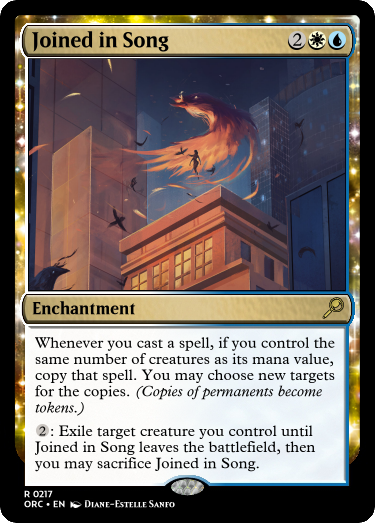 Joined in Song 2
Enchantment
Whenever you cast a spell, if you control the
same number of creatures as its mana value,
copy that spell. You may choose new targets
for the copies. (Copies of permanents become
tokens.)
2: Exile target creature you control until
Joined in Song leaves the battlefield, then
you may sacrifice Joined in Song.
R 0217
ORC • EN Diane-Estelle Sanfo